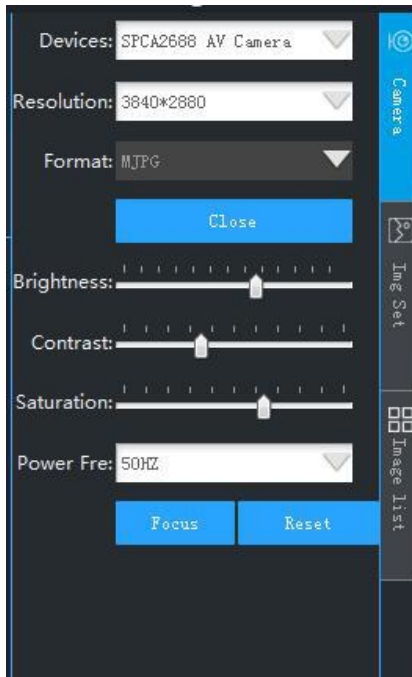 Devices: SPCA2688 AV Camera
Resolution: 3840*2880
Format: MJPG
Close
Brightness:
Contrast:
Saturation:
Power Fre: 50HZ
Focus Reset
Camera
Img Set
Image list